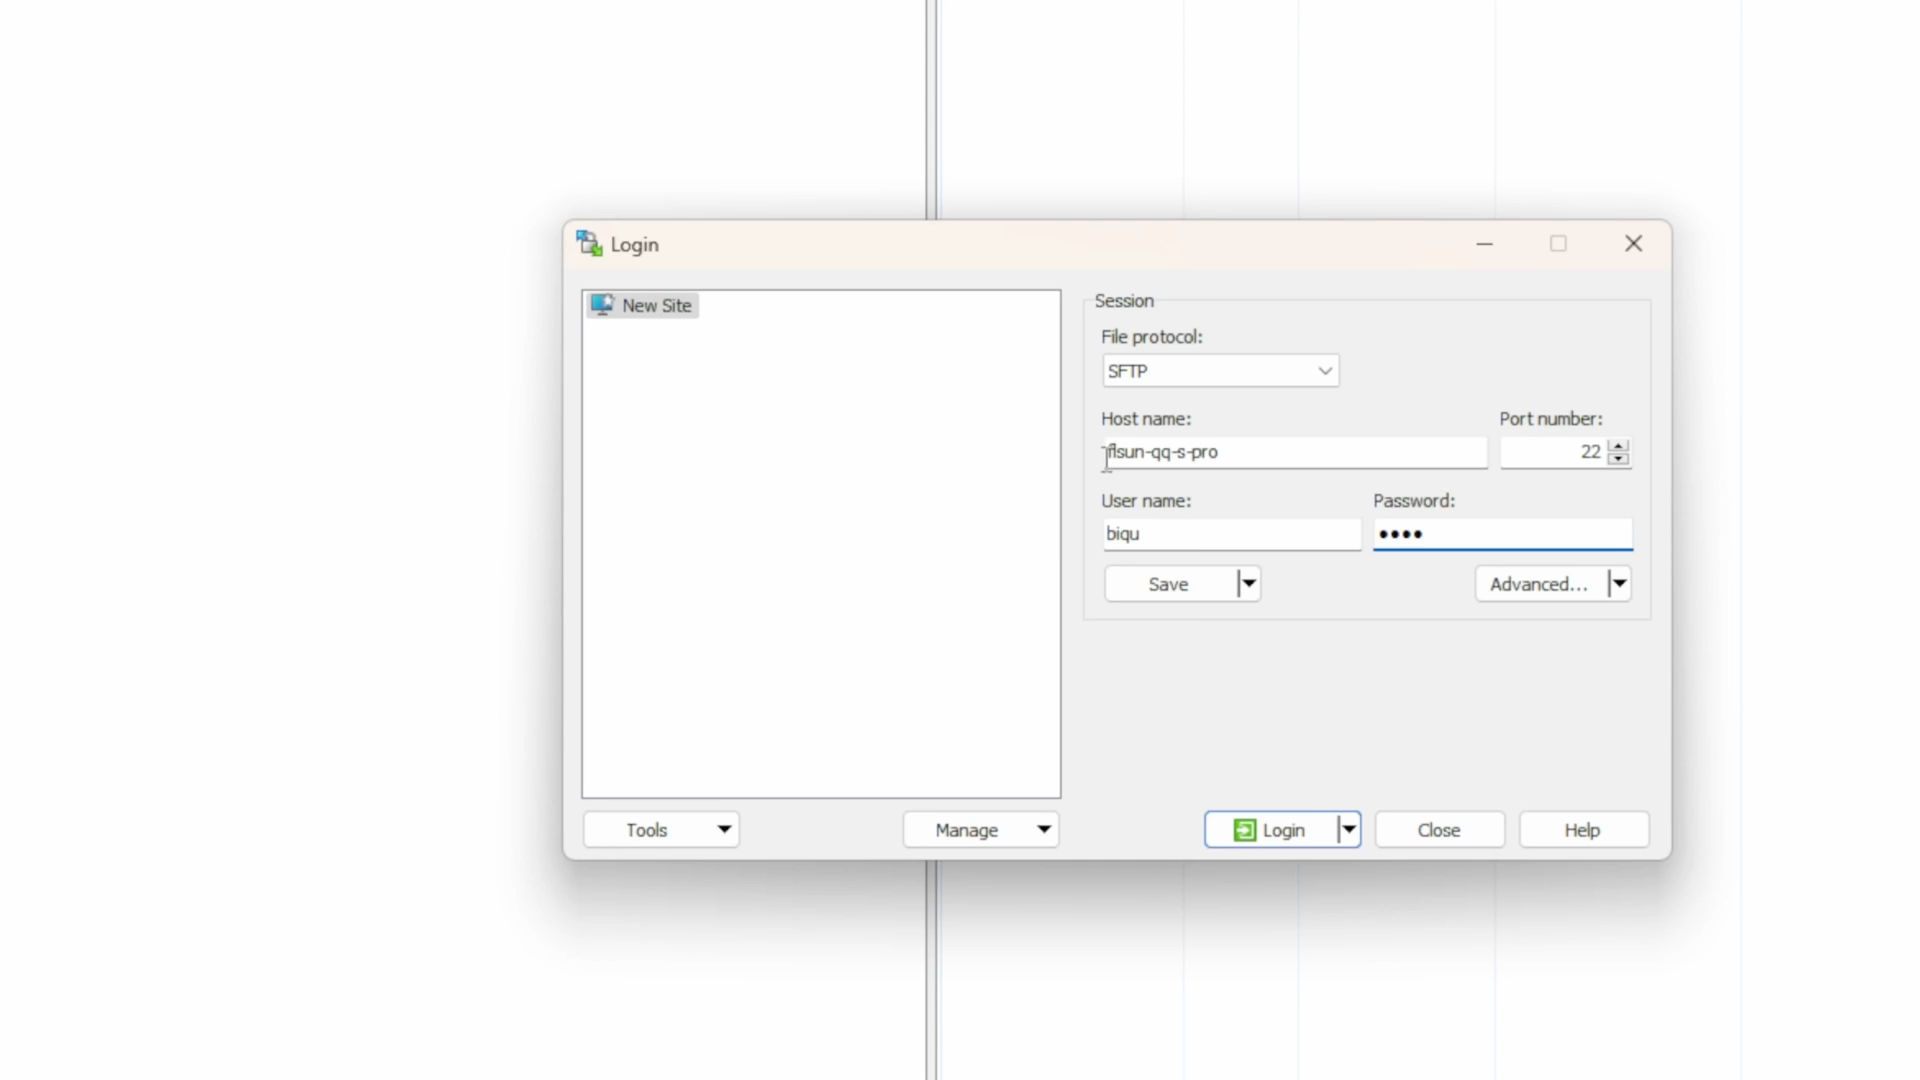 Login
New Site
Session
File protocol:
SFTP
Host name:
Port number:
flsun-qq-s-pro
22
User name:
Password:
biqu
••••
Save
Advanced...
Tools
Manage
Login
Close
Help